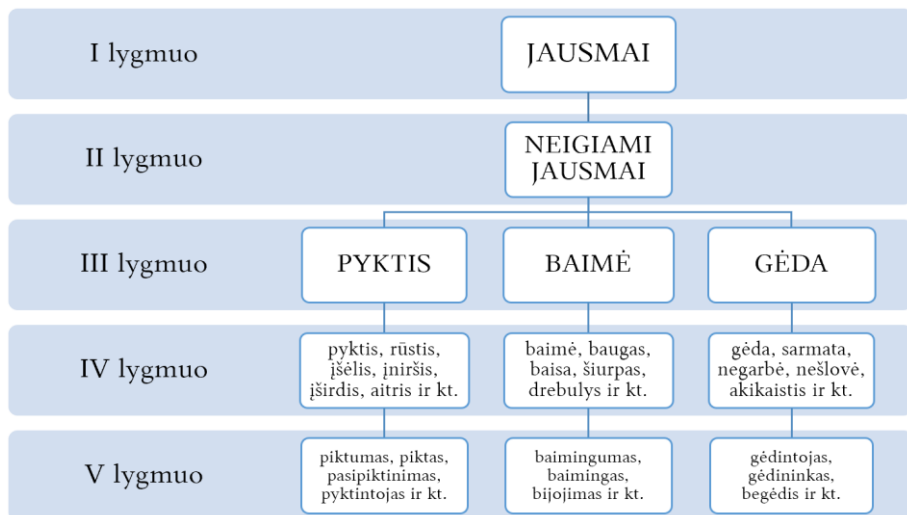 I lygmuo
JAUSMAI
II lygmuo
NEIGIAMI
JAUSMAI
III lygmuo
PYKTIS
BAIMĖ
GĖDA
IV lygmuo
pyktis, rūstis,
įšėlis, įniršis,
įširdis, aitris ir kt.
baimė, baugas,
baisa, šiurpas,
drebulys ir kt.
gėda, sarmata,
negarbė, nešlovė,
akikaistis ir kt.
V lygmuo
piktumas, piktas,
pasipiktinimas,
pyktintojas ir kt.
baimingumas,
baimingas,
bijojimas ir kt.
gėdintojas,
gėdininkas,
begėdis ir kt.